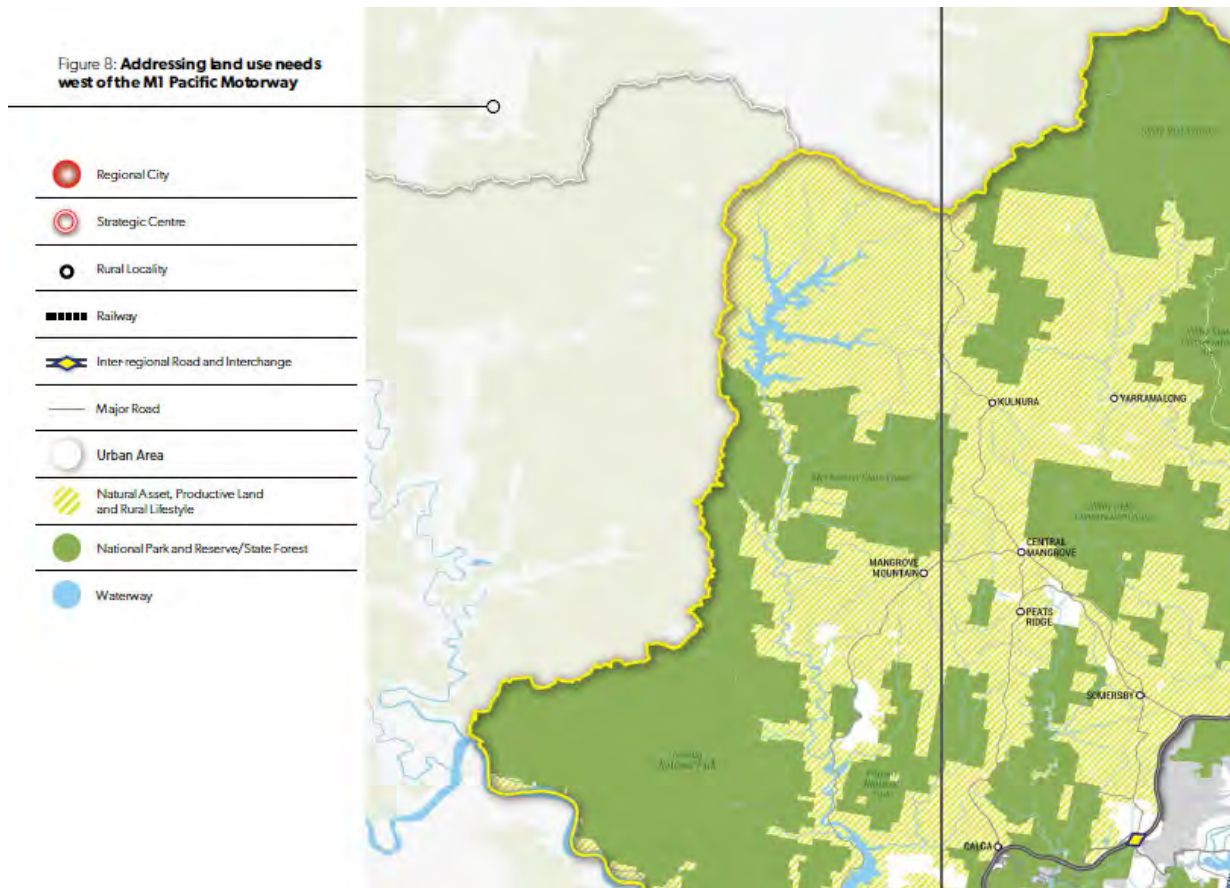 Figure 8: Addressing land use needs
west of the M1 Pacific Motorway
Regional City
Strategic Centre
Rural Locality
Railway
Inter-regional Road and Interchange
Major Road
Urban Area
Natural Asset, Productive Land
and Rural Lifestyle
National Park and Reserve/State Forest
Waterway
KULNURA
YARRAMALONG
CENTRAL
MANGROVE
MANGROVE
MOUNTAIN
PEATS
RIDGE
SOMERSBY
National Park
CALGA